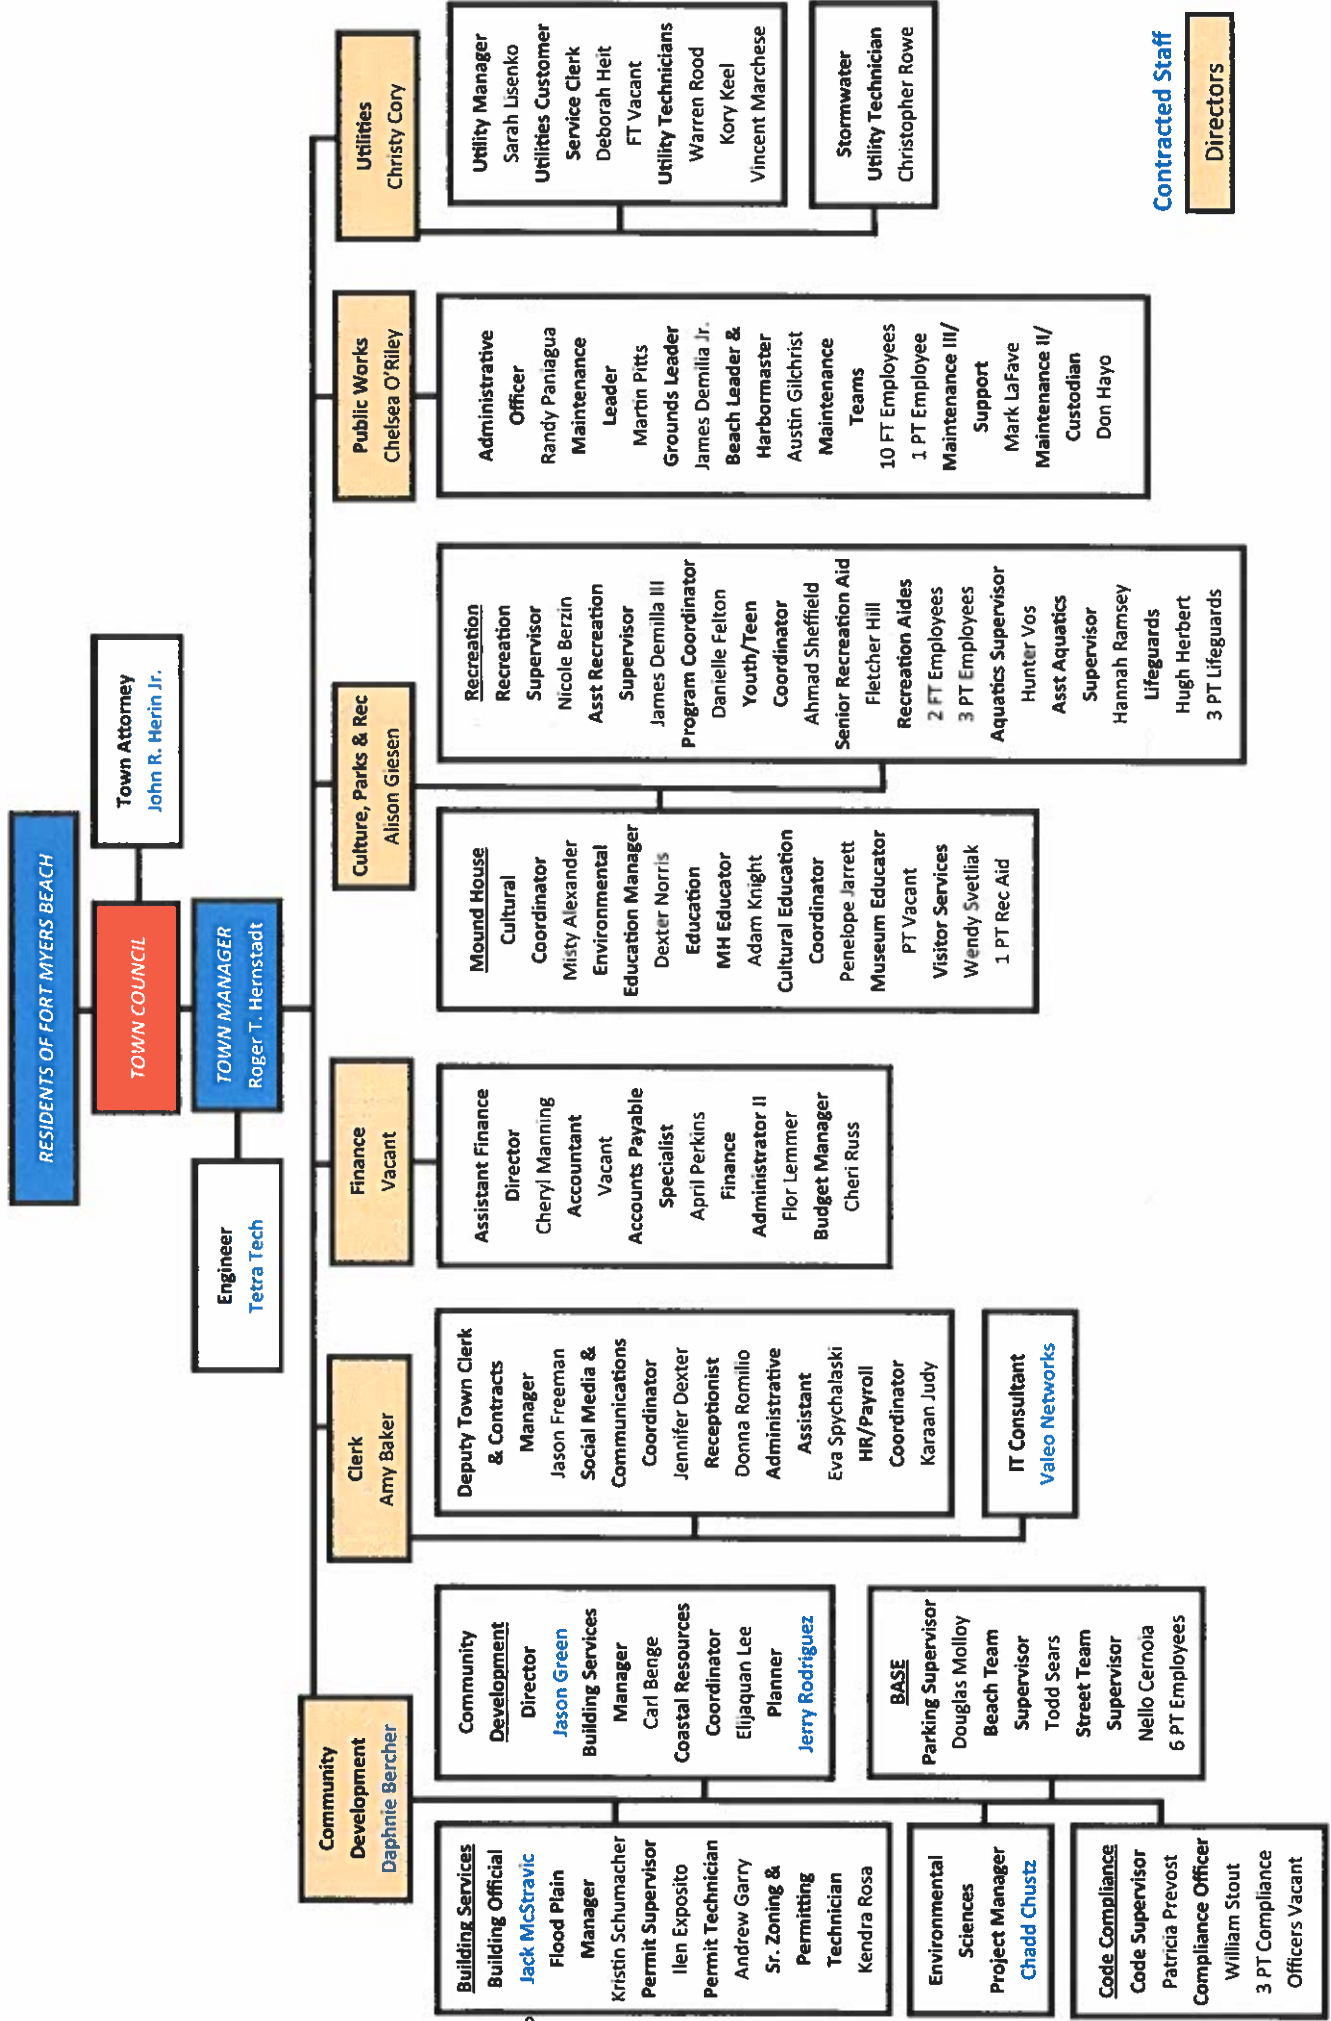 RESIDENTS OF FORT MYERS BEACH
TOWN COUNCIL
Town Attorney
John R. Herin Jr.
TOWN MANAGER
Roger T. Hernstadt
Engineer
Tetra Tech
Community
Development
Daphnie Bercher
Building Services
Building Official
Jack McStravic
Flood Plain
Manager
Kristin Schumacher
Permit Supervisor
Ilen Exposito
Permit Technician
Andrew Garry
Sr. Zoning &
Permitting
Technician
Kendra Rosa
Community
Development
Director
Jason Green
Building Services
Manager
Carl Benge
Coastal Resources
Coordinator
Elijaquan Lee
Planner
Jerry Rodriguez
Environmental
Sciences
Project Manager
Chadd Chustz
BASE
Parking Supervisor
Douglas Molloy
Beach Team
Supervisor
Todd Sears
Street Team
Supervisor
Nello Cernoia
6 PT Employees
Code Compliance
Code Supervisor
Patricia Prevost
Compliance Officer
William Stout
3 PT Compliance
Officers Vacant
Clerk
Amy Baker
Deputy Town Clerk
& Contracts
Manager
Jason Freeman
Social Media &
Communications
Coordinator
Jennifer Dexter
Receptionist
Donna Romilio
Administrative
Assistant
Eva Spychalaski
HR/Payroll
Coordinator
Karaan Judy
IT Consultant
Valeo Networks
Finance
Vacant
Assistant Finance
Director
Cheryl Manning
Accountant
Vacant
Accounts Payable
Specialist
April Perkins
Finance
Administrator II
Flor Lemmer
Budget Manager
Cheri Russ
Culture, Parks & Rec
Alison Giesen
Mound House
Cultural
Coordinator
Misty Alexander
Environmental
Education Manager
Dexter Norris
Education
MH Educator
Adam Knight
Cultural Education
Coordinator
Penelope Jarrett
Museum Educator
PT Vacant
Visitor Services
Wendy Svetliak
1 PT Rec Aid
Recreation
Recreation
Supervisor
Nicole Berzin
Asst Recreation
Supervisor
James Demilla III
Program Coordinator
Danielle Felton
Youth/Teen
Coordinator
Ahmad Sheffield
Senior Recreation Aid
Fletcher Hill
Recreation Aides
2 FT Employees
3 PT Employees
Aquatics Supervisor
Hunter Vos
Asst Aquatics
Supervisor
Hannah Ramsey
Lifeguards
Hugh Herbert
3 PT Lifeguards
Public Works
Chelsea O'Riley
Administrative
Officer
Randy Paniagua
Maintenance
Leader
Martin Pitts
Grounds Leader
James Demilia Jr.
Beach Leader &
Harbormaster
Austin Gilchrist
Maintenance
Teams
10 FT Employees
1 PT Employee
Maintenance III/
Support
Mark LaFave
Maintenance II/
Custodian
Don Hayo
Utilities
Christy Cory
Utility Manager
Sarah Lisenko
Utilities Customer
Service Clerk
Deborah Heit
FT Vacant
Utility Technicians
Warren Rood
Kory Keel
Vincent Marchese
Stormwater
Utility Technician
Christopher Rowe
Contracted Staff
Directors